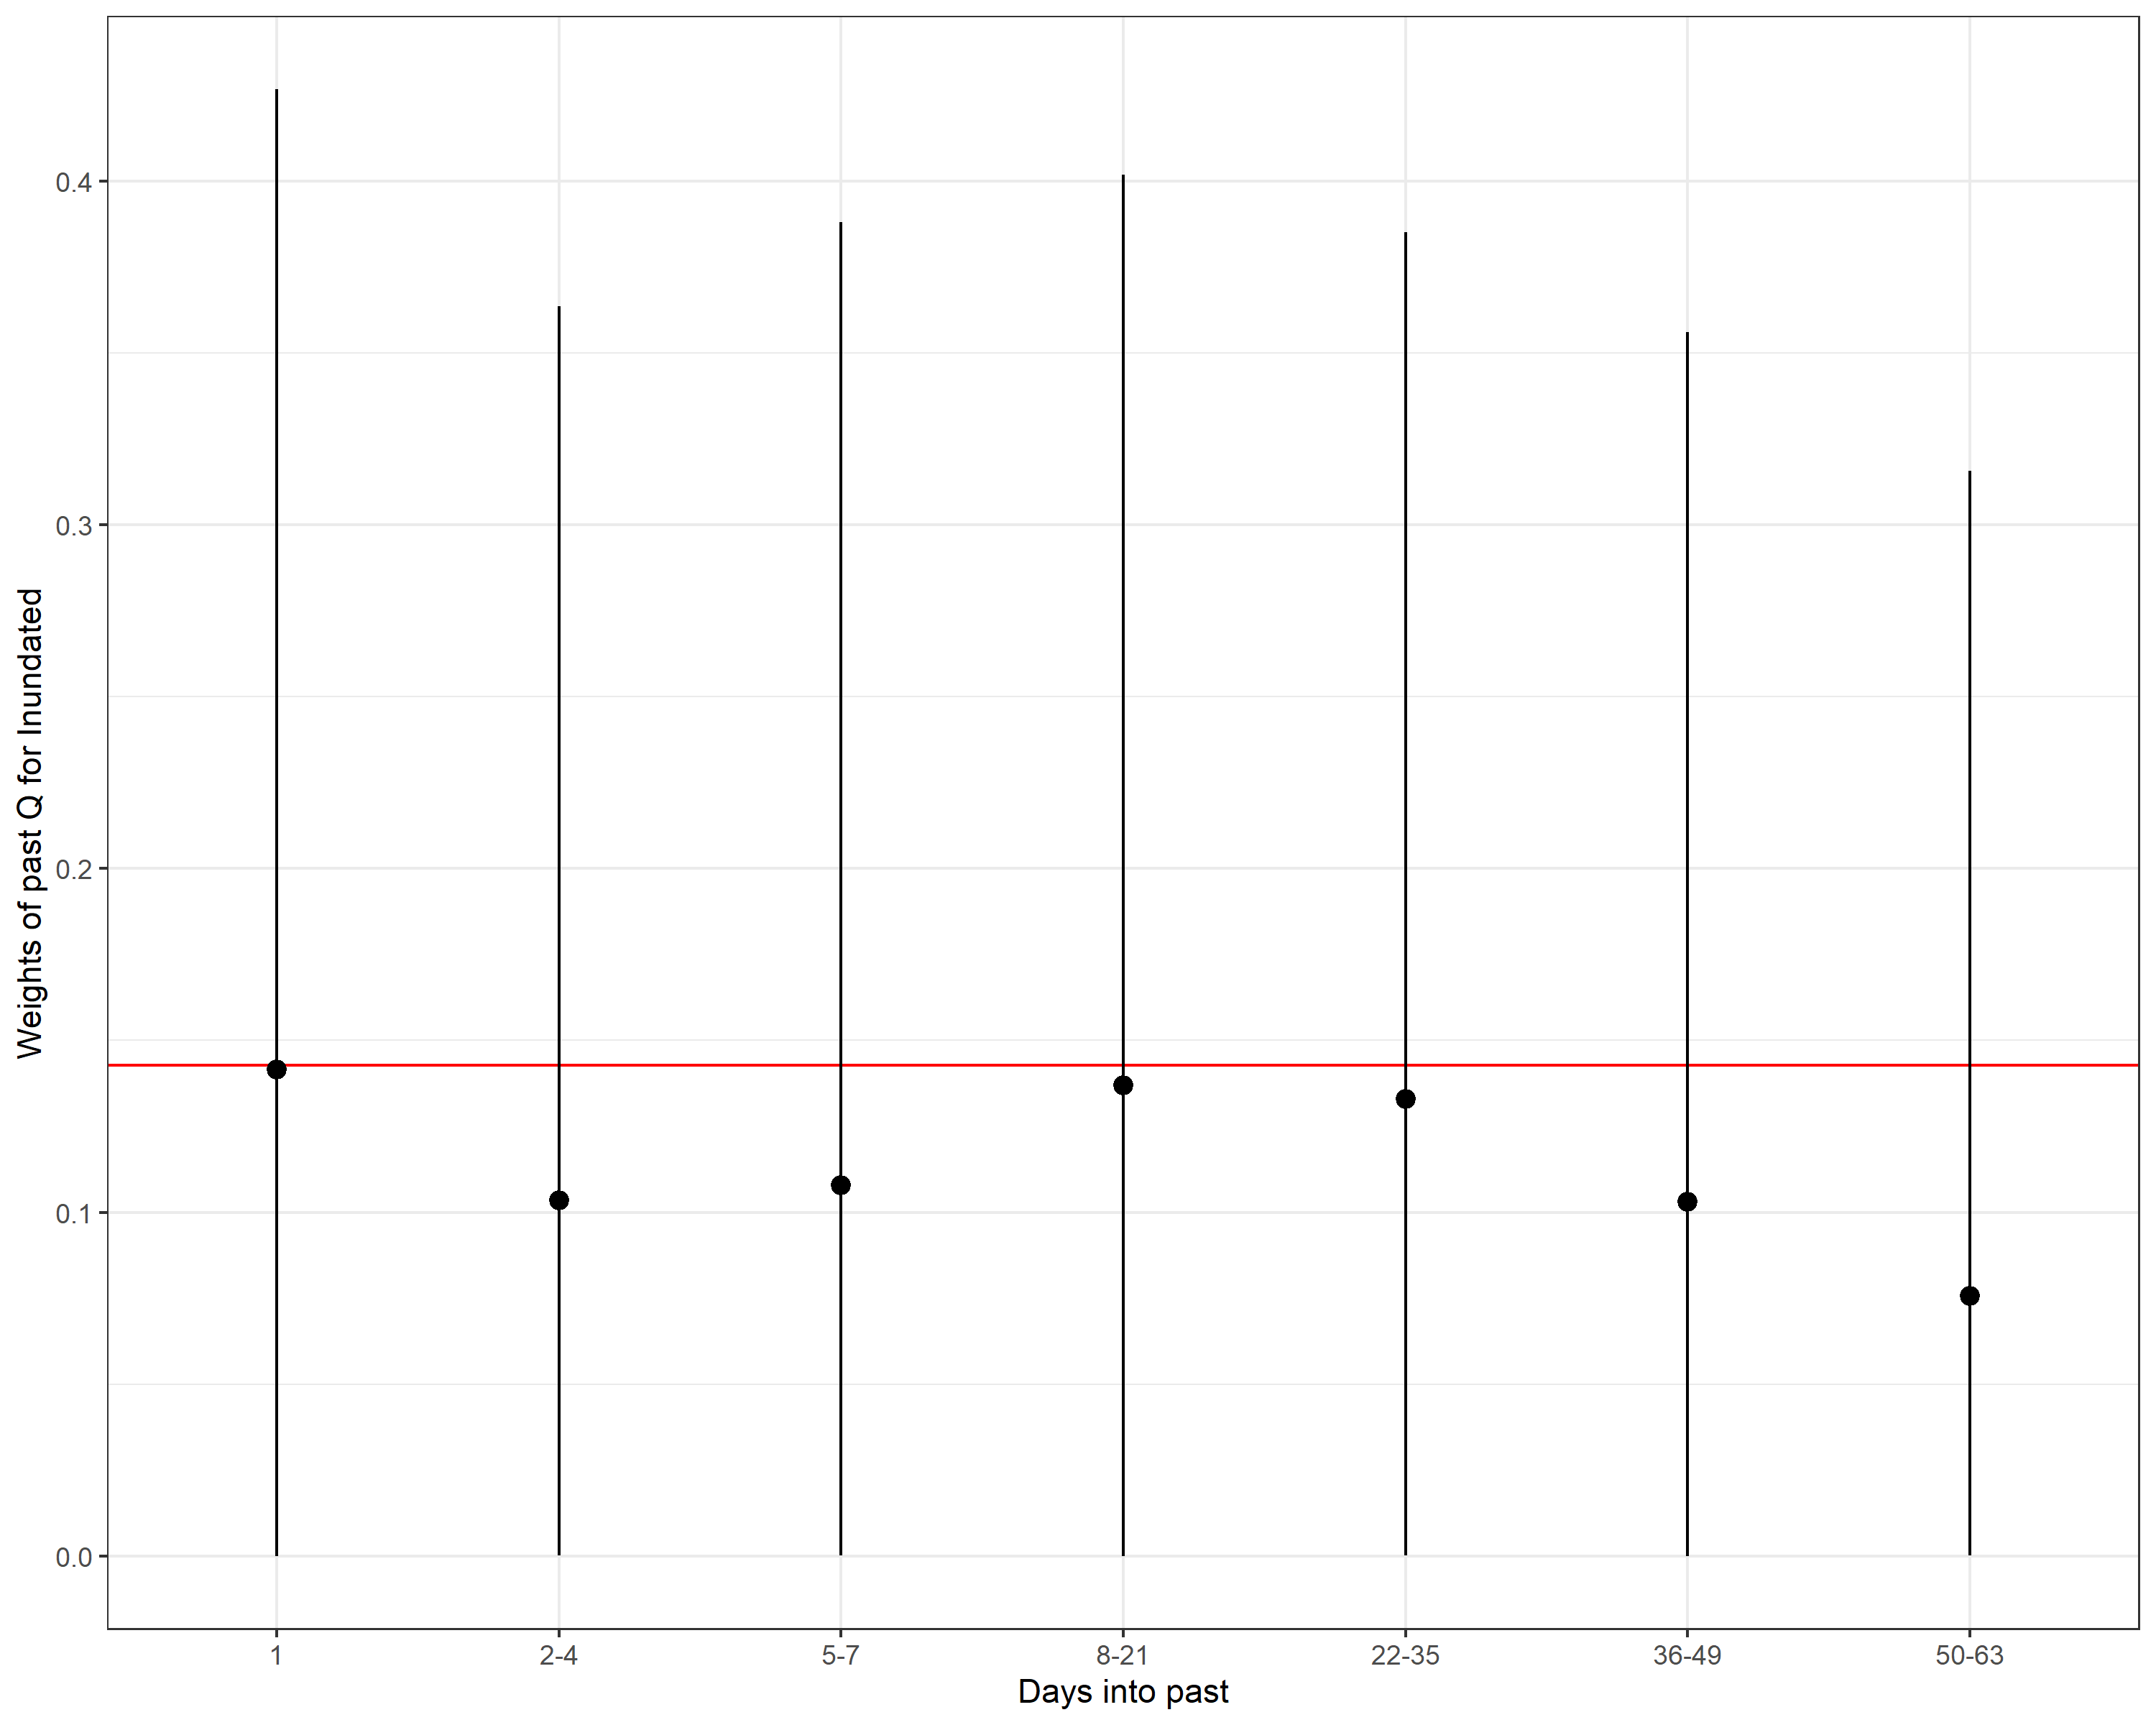 Weights of past Q for Inundated
0.4
0.3
0.2
0.1
0.0
1 2-4 5-7 8-21 22-35 36-49 50-63
Days into past